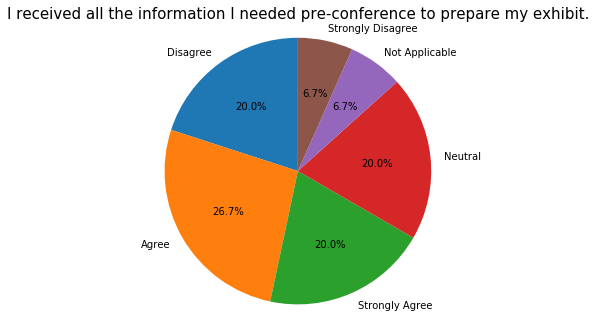 I received all the information I needed pre-conference to prepare my exhibit.
Strongly Disagree
Disagree
Not Applicable
6.7%
6.7%
20.0%
Neutral
20.0%
26.7%
Agree
20.0%
Strongly Agree